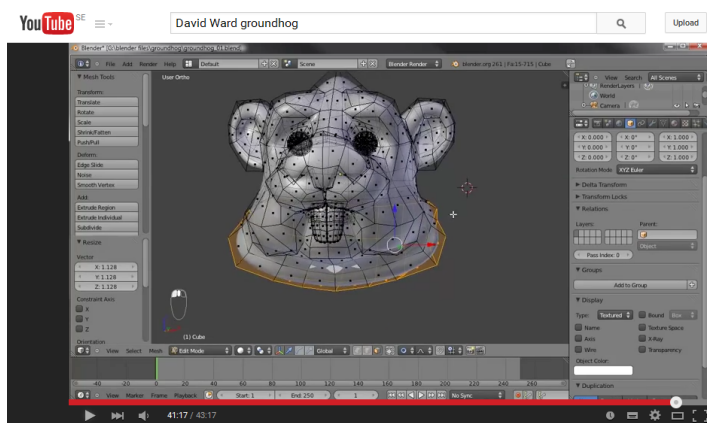 YouTube SE
David Ward groundhog
Upload
Blender* [G:\blender files\groundhog\groundhog_01.blend]
File Add Render Help Default Scene Blender Render blender.org 261 | Fa:15-715 | Cube
View Search All Scenes
RenderLayers
World
Camera
Mesh Tools
User Ortho
Transform:
Translate
Rotate
Scale
Shrink/Fatten
Push/Pull
Deform:
Edge Slide
Noise
Smooth Vertex
Add:
Extrude Region
Extrude Individual
Subdivide
Resize
Vector
X: 1.128
Y: 1.128
Z: 1.128
Constraint Axis
X
Y
Z
Orientation
(1) Cube
X: 0.000 X: 0° X: 1.000
Y: 0.000 Y: 0° Y: 1.000
Z: 0.000 Z: 0° Z: 1.000
Rotation Mode XYZ Euler
Delta Transform
Transform Locks
Relations
Layers: Parent:
Object
Pass Index: 0
Groups
Add to Group
Display
Type: Textured Bound Box
Name Texture Space
Axis X-Ray
Wire Transparency
Object Color:
Duplication
View Select Mesh Edit Mode Global
-40 -20 0 20 40 60 80 100 120 140 160 180 200 220 240 260
View Marker Frame Playback Start: 1 End: 250 1 No Sync
41:17 / 43:17